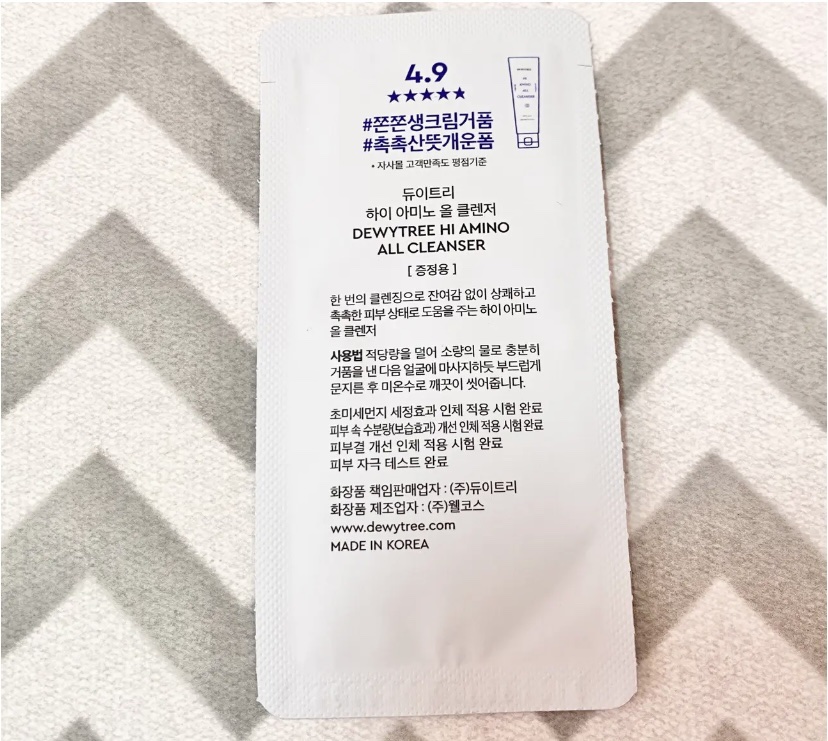 4.9
★★★★★
#쫀쫀생크림거품
#촉촉산뜻개운폼
* 자사몰 고객만족도 평점기준
듀이트리
하이 아미노 올 클렌저
DEWYTREE HI AMINO
ALL CLEANSER
[ 증정용 ]
한 번의 클렌징으로 잔여감 없이 상쾌하고
촉촉한 피부 상태로 도움을 주는 하이 아미노
올 클렌저
사용법 적당량을 덜어 소량의 물로 충분히
거품을 낸 다음 얼굴에 마사지하듯 부드럽게
문지른 후 미온수로 깨끗이 씻어줍니다.
초미세먼지 세정효과 인체 적용 시험 완료
피부 속 수분량(보습효과) 개선 인체 적용 시험 완료
피부결 개선 인체 적용 시험 완료
피부 자극 테스트 완료
화장품 책임판매업자 : (주)듀이트리
화장품 제조업자 : (주)웰코스
www.dewytree.com
MADE IN KOREA